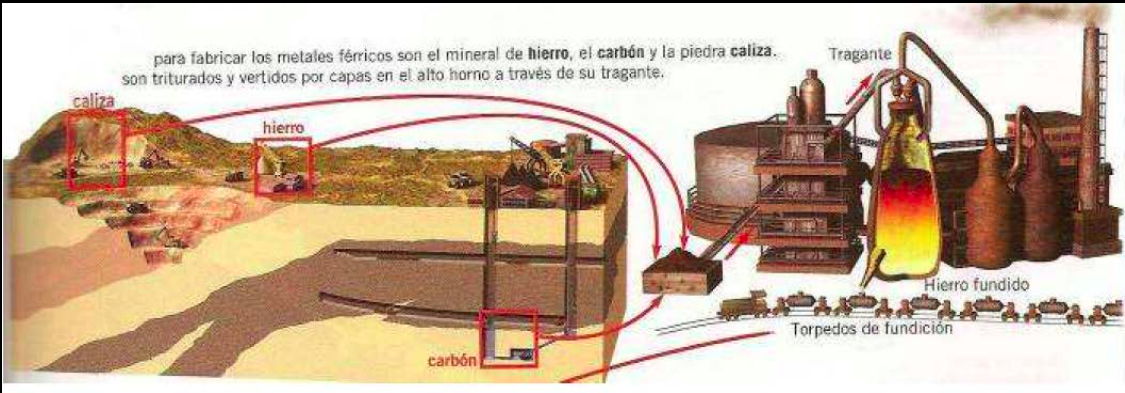 para fabricar los metales férricos son el mineral de hierro, el carbón y la piedra caliza.
son triturados y vertidos por capas en el alto horno a través de su tragante.
Tragante
caliza
hierro
carbón
Hierro fundido
Torpedos de fundición